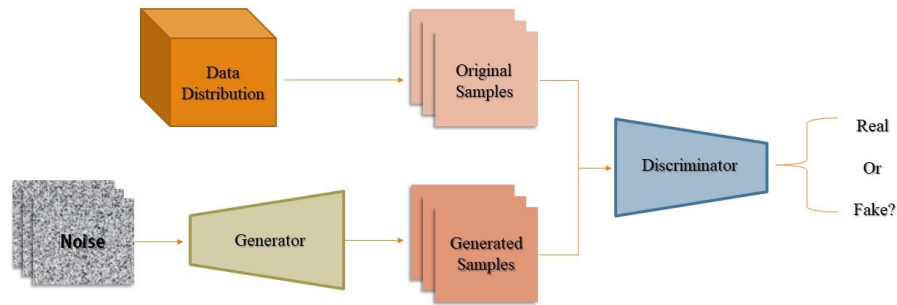 Data
Distribution
Original
Samples
Discriminator
Real
Or
Fake?
Noise
Generator
Generated
Samples